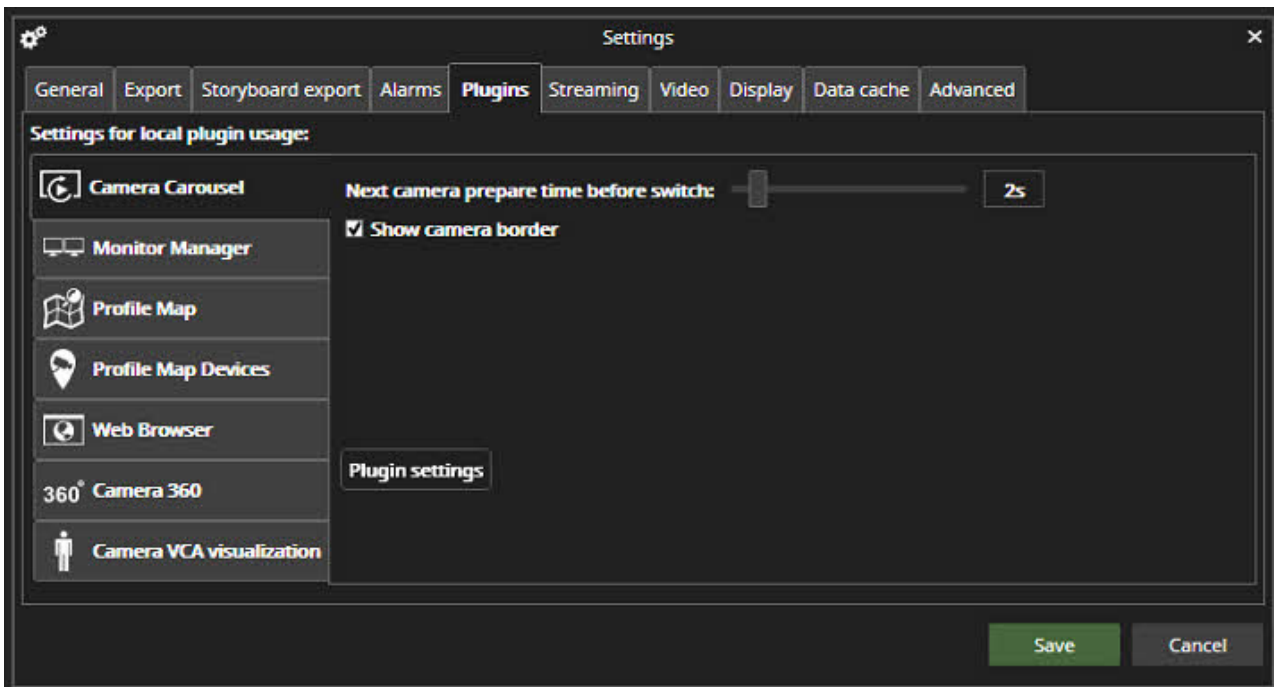 Settings
General Export Storyboard export Alarms Plugins Streaming Video Display Data cache Advanced
Settings for local plugin usage:
Camera Carousel
Next camera prepare time before switch: 2s
Show camera border
Monitor Manager
Profile Map
Profile Map Devices
Web Browser
Plugin settings
360° Camera 360
Camera VCA visualization
Save Cancel